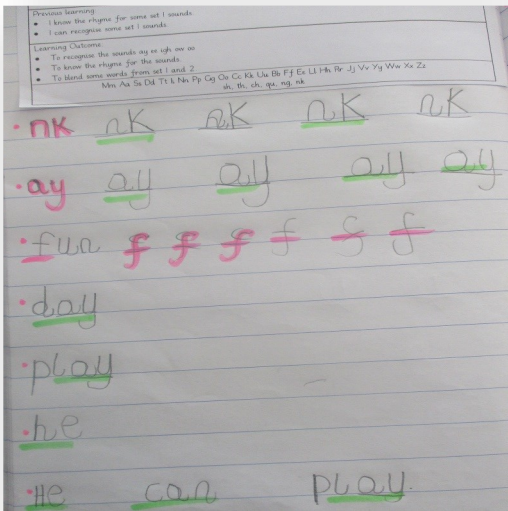 Previous learning:
• I know the rhyme for some set 1 sounds.
• I can recognise some set 1 sounds.
Learning Outcome:
• To recognise the sounds ay ee igh ow oo
• To know the rhyme for the sounds.
• To blend some words from set 1 and 2
Mm Aa Ss Dd Tt Ii Nn Pp Gg Oo Cc Kk Uu Bb Ff Ee Ll Hh Rr Jj Vv Yy Ww Xx Zz
sh, th, ch, qu, ng, nk
• nk nk nk nk nk
• ay ay ay ay ay
• fun f f f f f f
• day
• play
• he
• He can play.